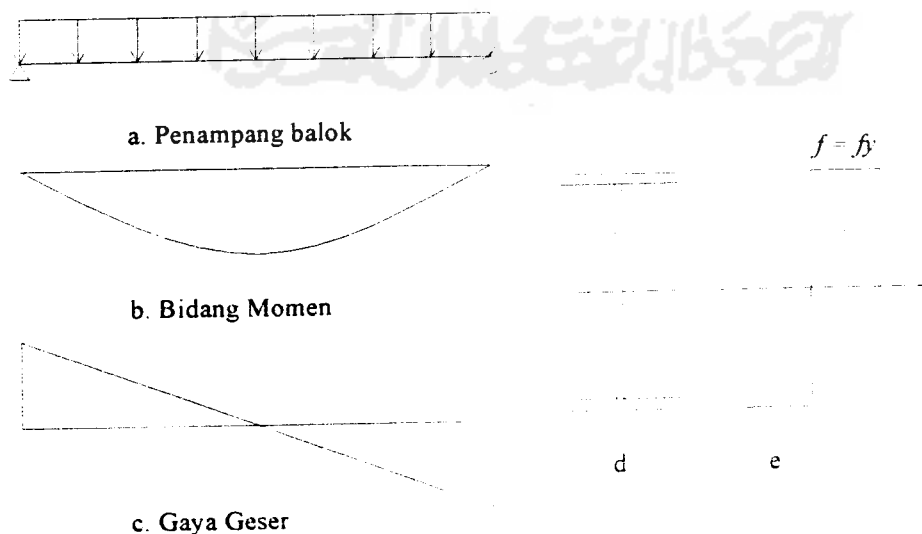 a. Penampang balok
f = fy
b. Bidang Momen
d
e
c. Gaya Geser